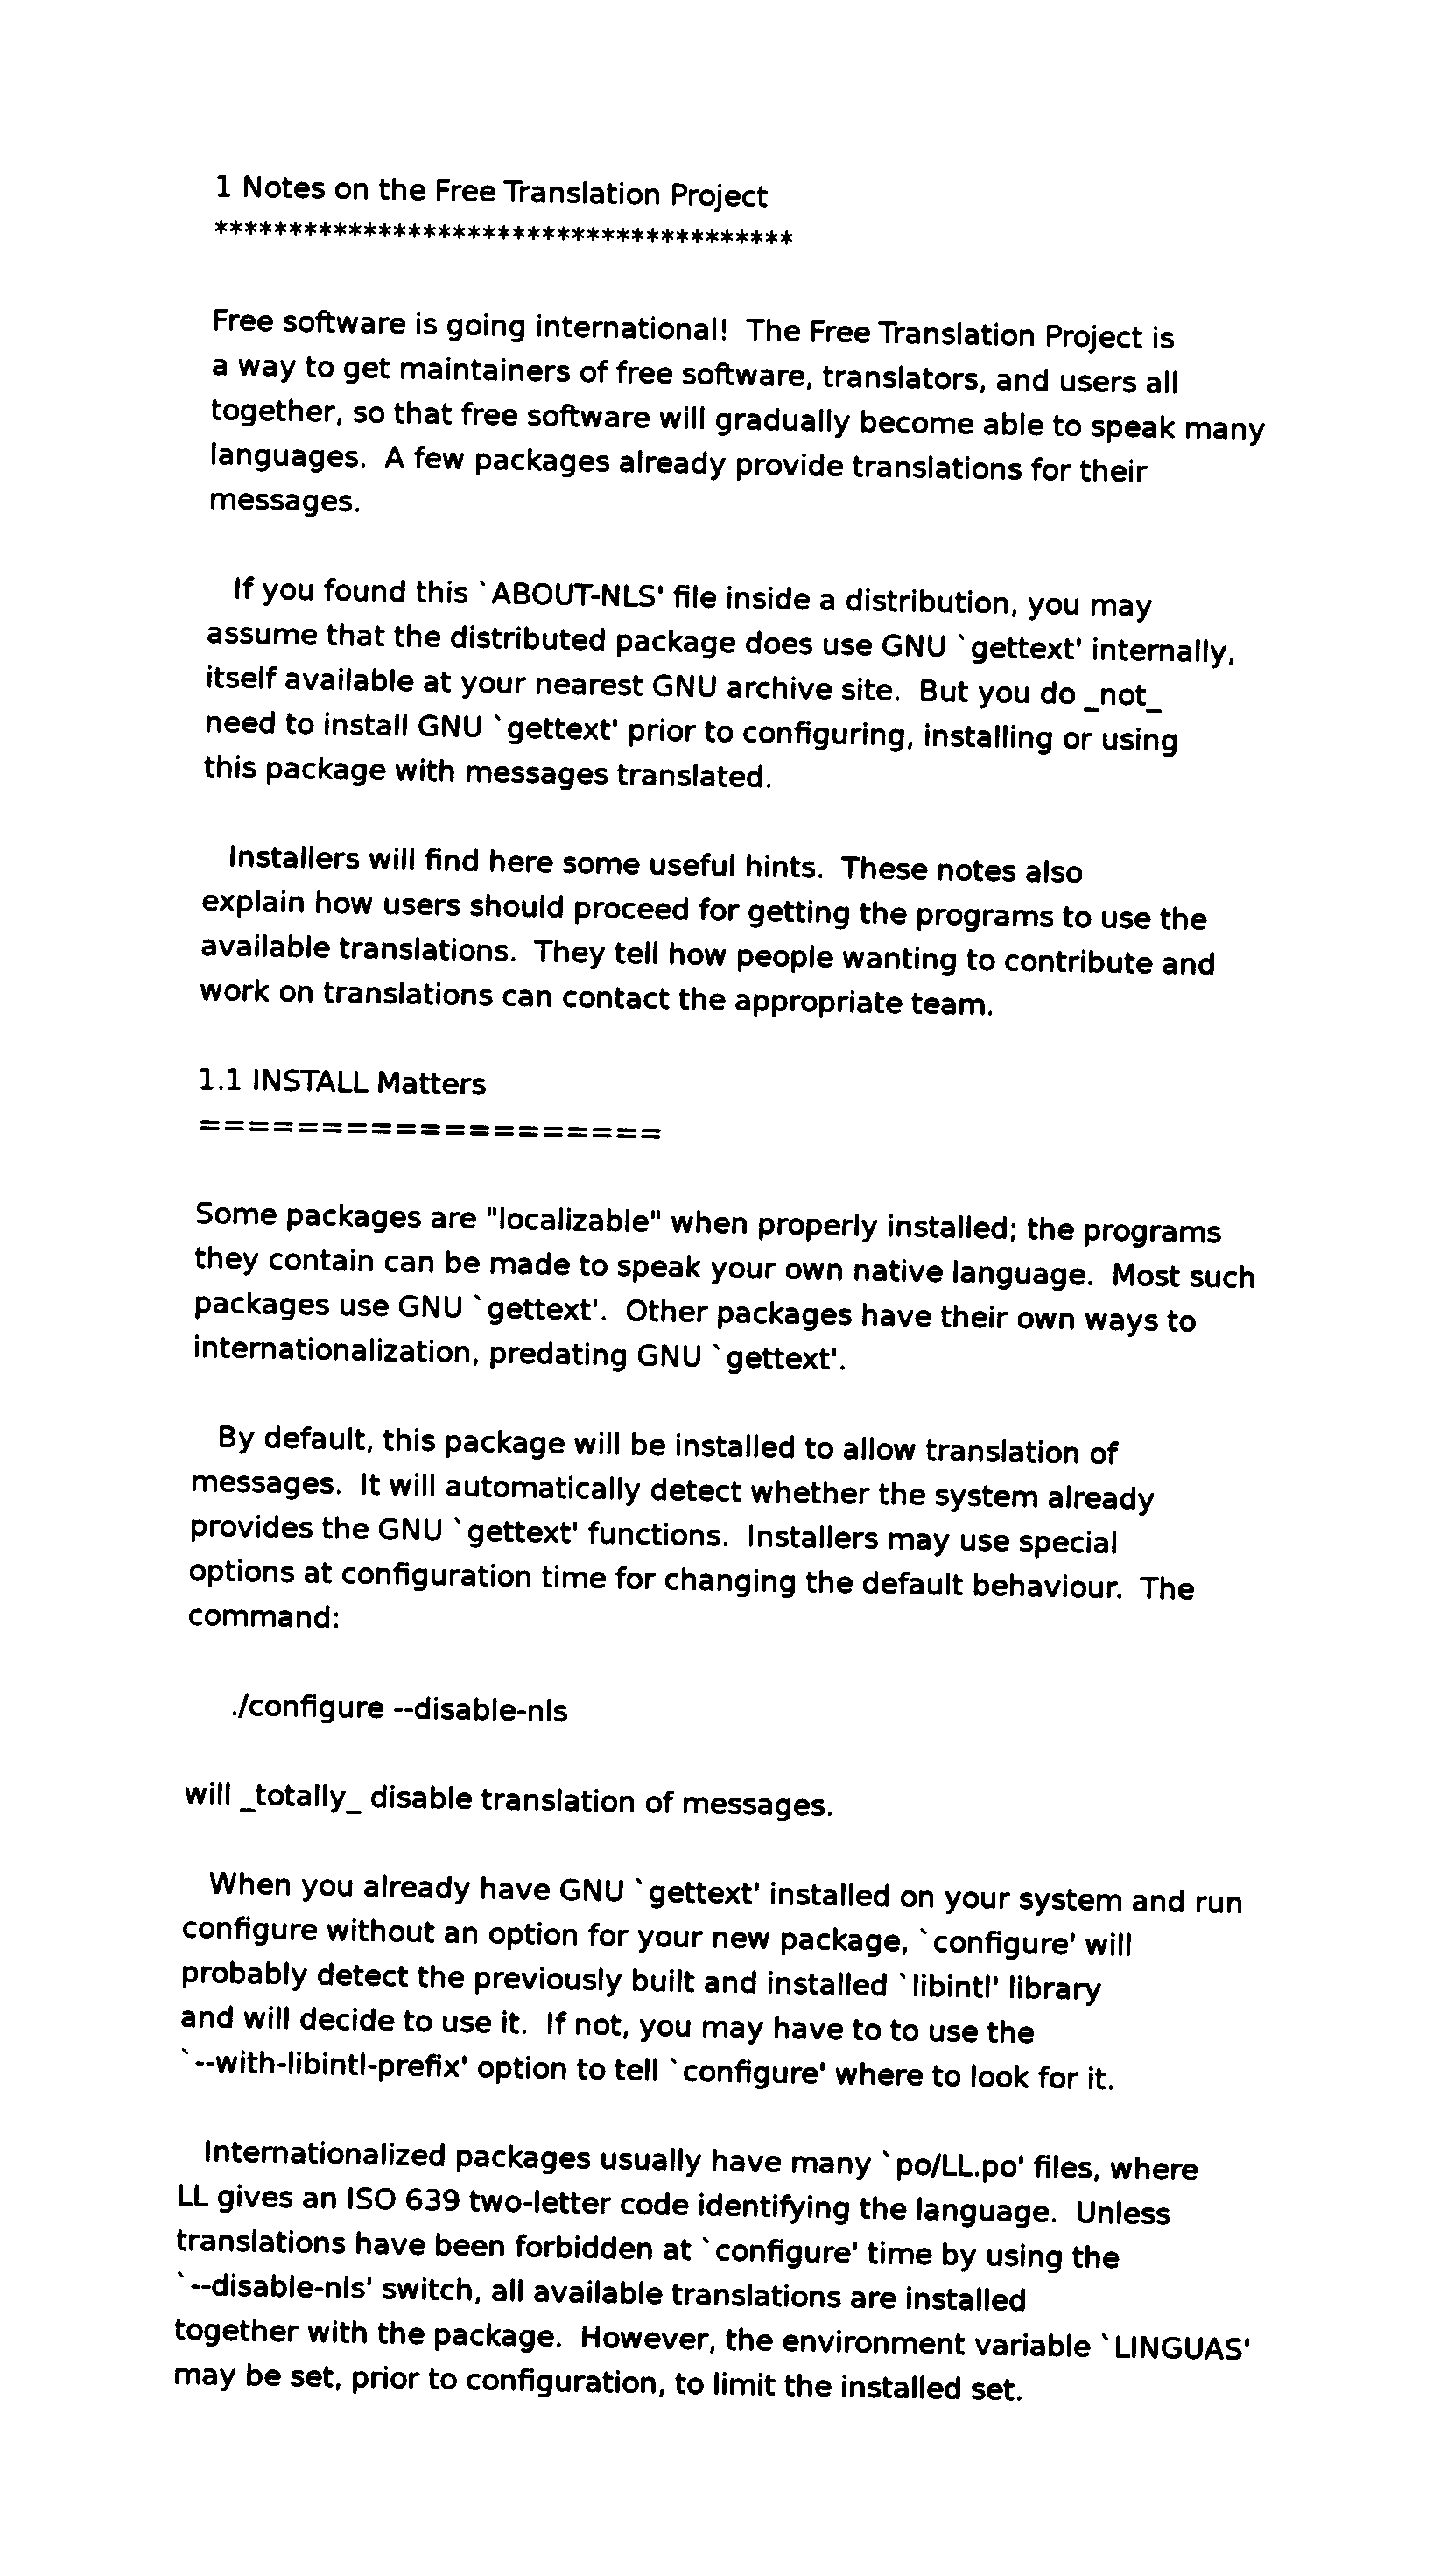 1 Notes on the Free Translation Project
***************************************

Free software is going international!  The Free Translation Project is
a way to get maintainers of free software, translators, and users all
together, so that free software will gradually become able to speak many
languages.  A few packages already provide translations for their
messages.

   If you found this `ABOUT-NLS' file inside a distribution, you may
assume that the distributed package does use GNU `gettext' internally,
itself available at your nearest GNU archive site.  But you do _not_
need to install GNU `gettext' prior to configuring, installing or using
this package with messages translated.

   Installers will find here some useful hints.  These notes also
explain how users should proceed for getting the programs to use the
available translations.  They tell how people wanting to contribute and
work on translations can contact the appropriate team.

1.1 INSTALL Matters
===================

Some packages are "localizable" when properly installed; the programs
they contain can be made to speak your own native language.  Most such
packages use GNU `gettext'.  Other packages have their own ways to
internationalization, predating GNU `gettext'.

   By default, this package will be installed to allow translation of
messages.  It will automatically detect whether the system already
provides the GNU `gettext' functions.  Installers may use special
options at configuration time for changing the default behaviour.  The
command:

     ./configure --disable-nls

will _totally_ disable translation of messages.

   When you already have GNU `gettext' installed on your system and run
configure without an option for your new package, `configure' will
probably detect the previously built and installed `libintl' library
and will decide to use it.  If not, you may have to to use the
`--with-libintl-prefix' option to tell `configure' where to look for it.

   Internationalized packages usually have many `po/LL.po' files, where
LL gives an ISO 639 two-letter code identifying the language.  Unless
translations have been forbidden at `configure' time by using the
`--disable-nls' switch, all available translations are installed
together with the package.  However, the environment variable `LINGUAS'
may be set, prior to configuration, to limit the installed set.